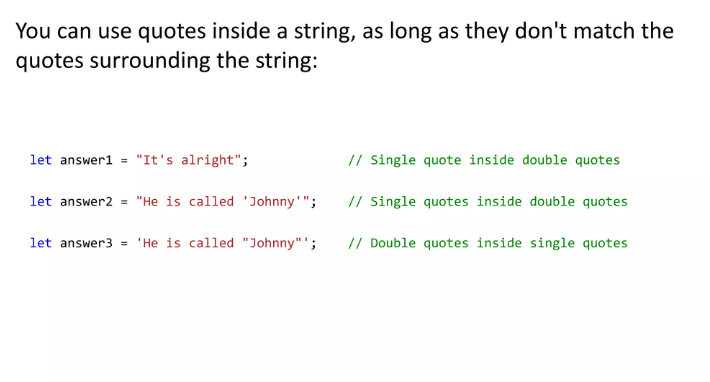 You can use quotes inside a string, as long as they don't match the
quotes surrounding the string:
let answer1 = "It's alright"; // Single quote inside double quotes
let answer2 = "He is called 'Johnny'"; // Single quotes inside double quotes
let answer3 = 'He is called "Johnny"'; // Double quotes inside single quotes